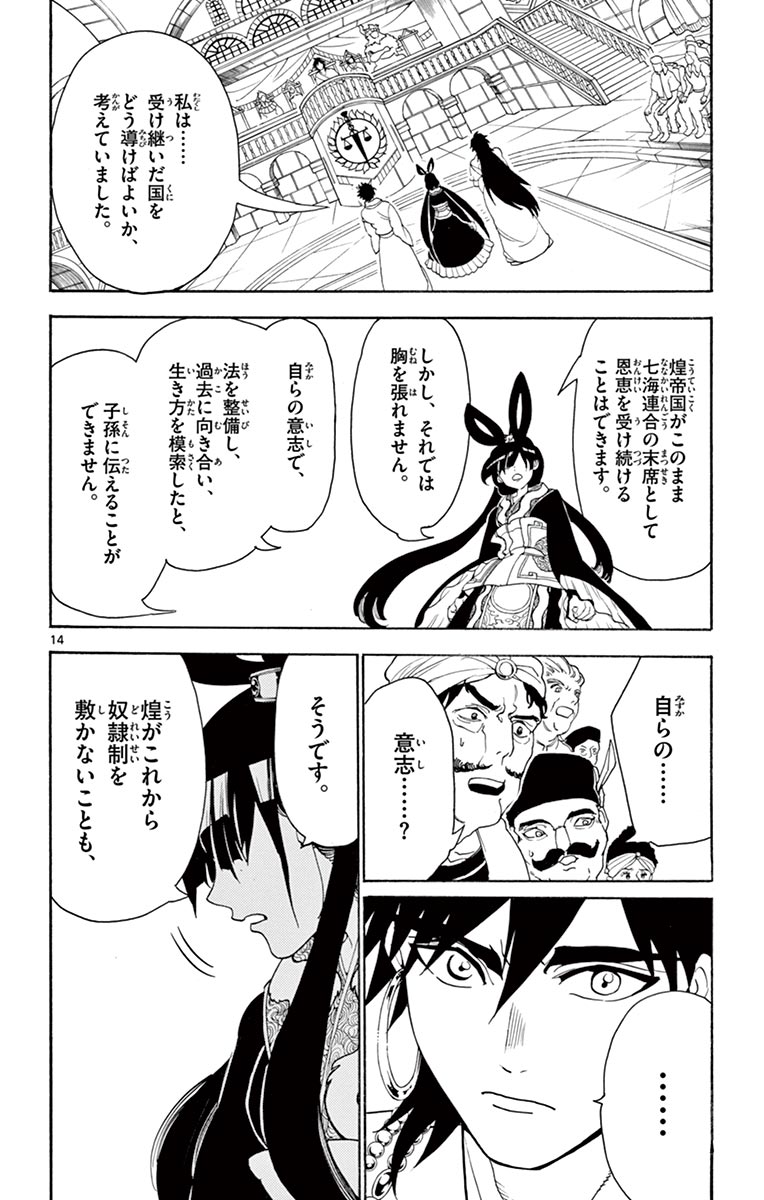 私は……
受け継いだ国を
どう導けばよいか、
考えていました。
煌帝国がこのまま
七海連合の末席として
恩恵を受け続ける
ことはできます。
しかし、それでは
胸を張れません。
自らの意志で、
法を整備し、
過去に向き合い、
生き方を模索したと、
子孫に伝えることが
できません。
14
自らの……
意志……?
……
そうです。
煌がこれから
奴隷制を
敷かないことも、